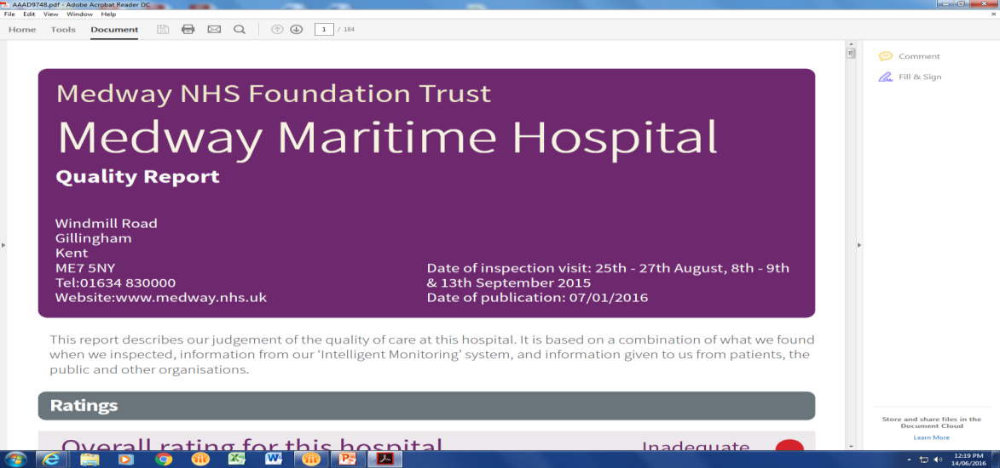 AAAD9748.pdf - Adobe Acrobat Reader DC
File Edit View Window Help
Home Tools Document 1 / 184
Comment
Fill & Sign
Medway NHS Foundation Trust
Medway Maritime Hospital
Quality Report
Windmill Road
Gillingham
Kent
ME7 5NY
Tel:01634 830000
Website:www.medway.nhs.uk
Date of inspection visit: 25th - 27th August, 8th - 9th
& 13th September 2015
Date of publication: 07/01/2016
This report describes our judgement of the quality of care at this hospital. It is based on a combination of what we found
when we inspected, information from our ‘Intelligent Monitoring’ system, and information given to us from patients, the
public and other organisations.
Ratings
Overall rating for this hospital Inadequate
Store and share files in the
Document Cloud
Learn More
12:19 PM
14/06/2016